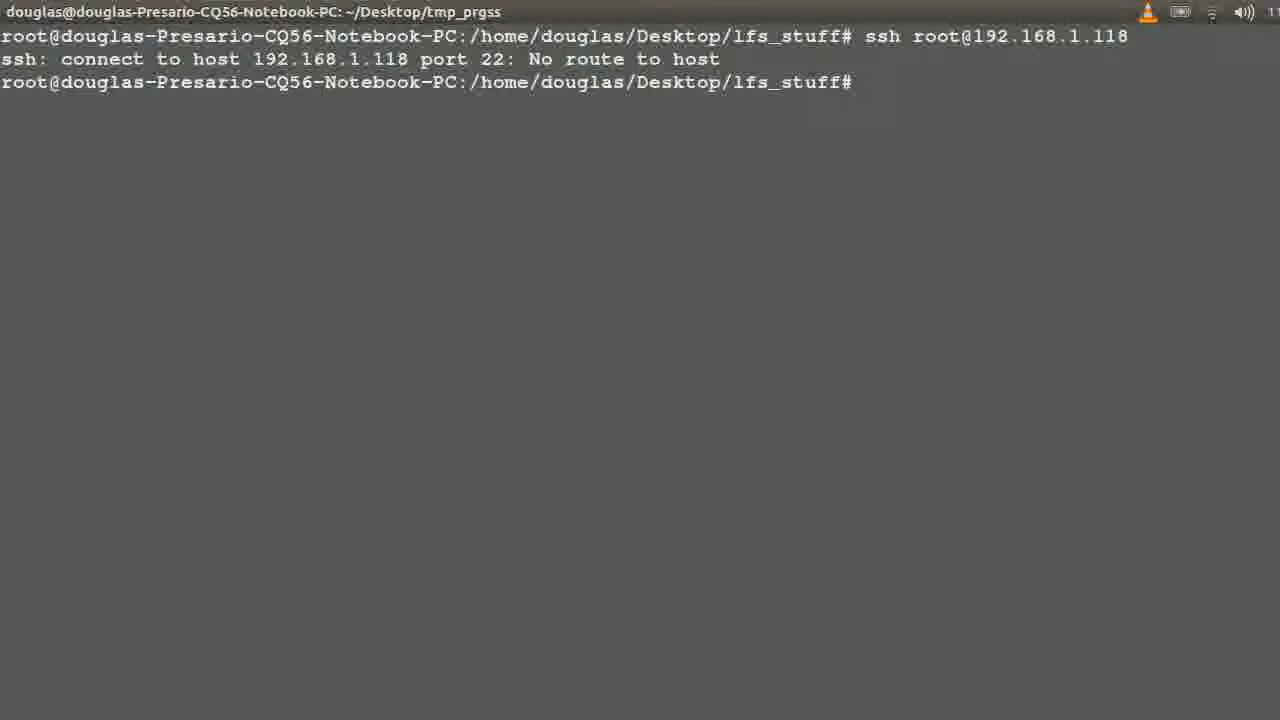 douglas@douglas-Presario-CQ56-Notebook-PC: ~/Desktop/tmp_prgss
root@douglas-Presario-CQ56-Notebook-PC:/home/douglas/Desktop/lfs_stuff# ssh root@192.168.1.118
ssh: connect to host 192.168.1.118 port 22: No route to host
root@douglas-Presario-CQ56-Notebook-PC:/home/douglas/Desktop/lfs_stuff#